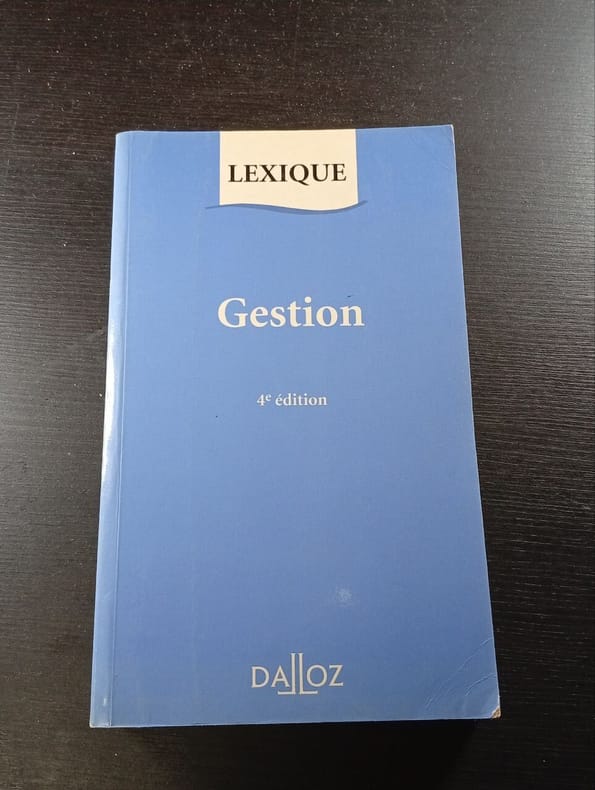 LEXIQUE
Gestion
4e édition
DALLOZ